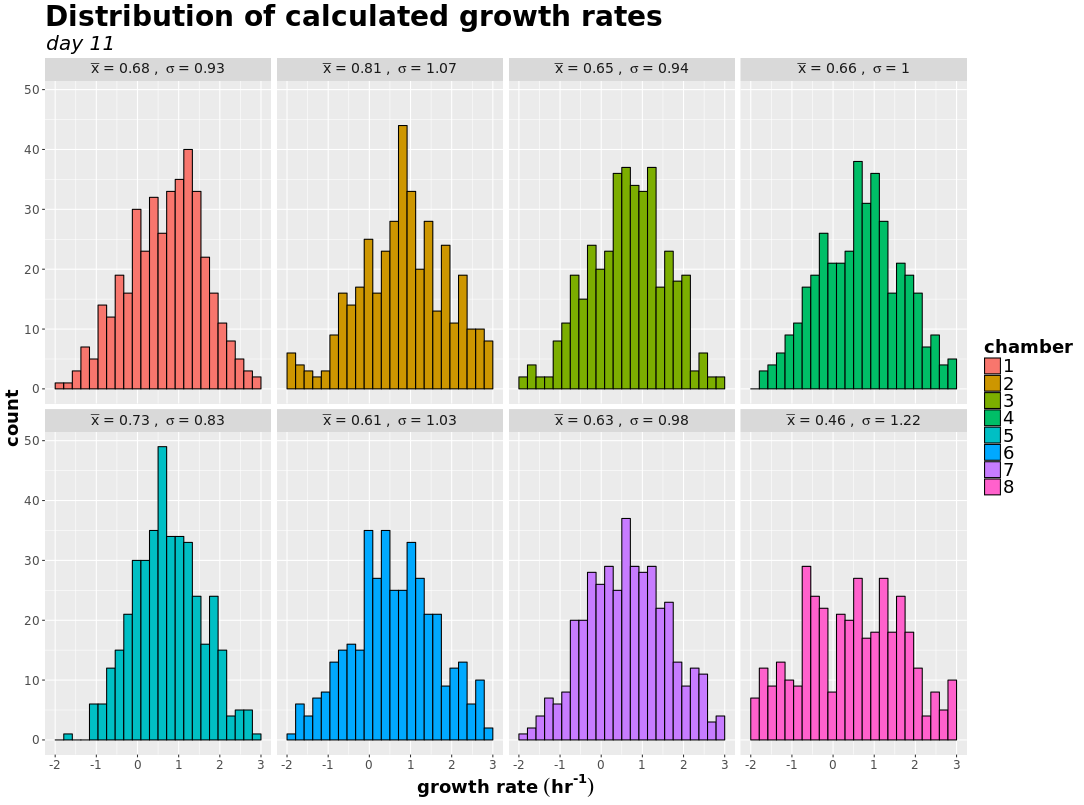 Distribution of calculated growth rates
day 11
x̅ = 0.68 , σ = 0.93
x̅ = 0.81 , σ = 1.07
x̅ = 0.65 , σ = 0.94
x̅ = 0.66 , σ = 1
50
40
30
20
10
0
x̅ = 0.73 , σ = 0.83
x̅ = 0.61 , σ = 1.03
x̅ = 0.63 , σ = 0.98
x̅ = 0.46 , σ = 1.22
50
40
30
20
10
0
-2 -1 0 1 2 3
-2 -1 0 1 2 3
-2 -1 0 1 2 3
-2 -1 0 1 2 3
growth rate (hr⁻¹)
count
chamber
1
2
3
4
5
6
7
8